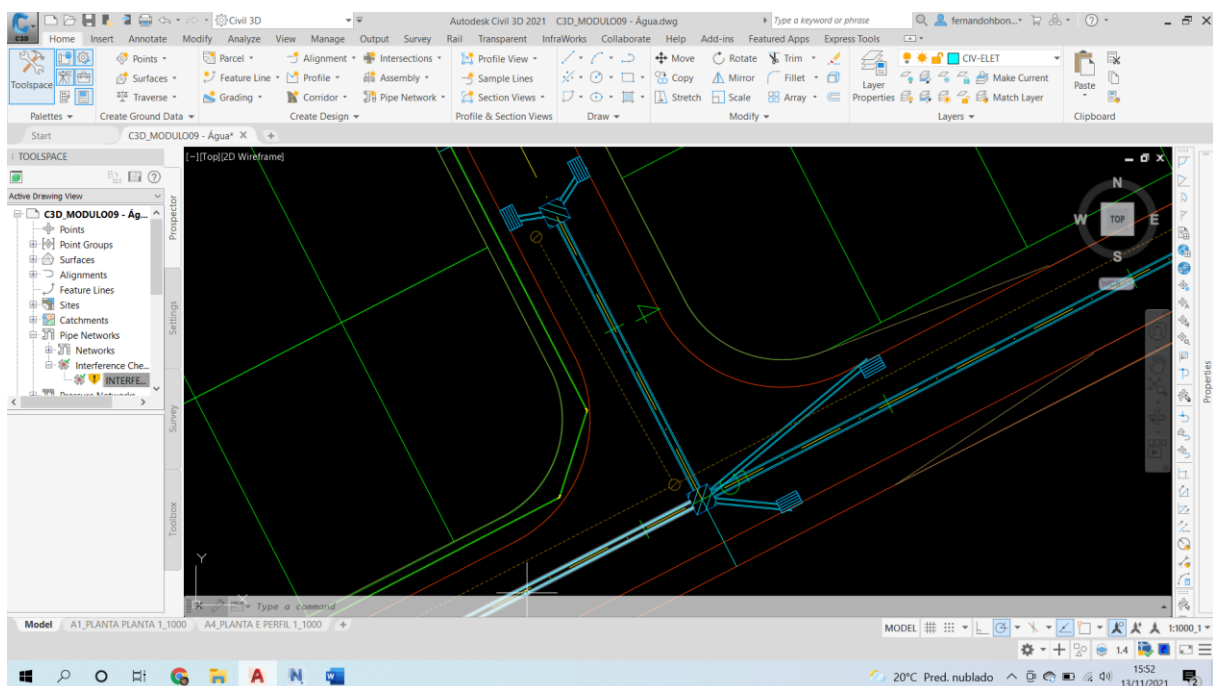 C3D
Civil 3D
Autodesk Civil 3D 2021 C3D_MODULO09 - Água.dwg
Type a keyword or phrase
fernandohbon...
Home Insert Annotate Modify Analyze View Manage Output Survey Rail Transparent InfraWorks Collaborate Help Add-ins Featured Apps Express Tools
Toolspace
Points
Surfaces
Traverse
Parcel
Feature Line
Grading
Alignment
Profile
Corridor
Intersections
Assembly
Pipe Network
Profile View
Sample Lines
Section Views
Move Rotate Trim
Copy Mirror Fillet
Stretch Scale Array
Layer
Properties
CIV-ELET
Make Current
Match Layer
Paste
Palettes Create Ground Data Create Design Profile & Section Views Draw Modify Layers Clipboard
Start C3D_MODULO09 - Água*
TOOLSPACE
Active Drawing View
C3D_MODULO09 - Ág...
Points
Point Groups
Surfaces
Alignments
Feature Lines
Sites
Catchments
Pipe Networks
Networks
Interference Che...
INTERFE...
Pressure Networks
Prospector
Settings
Survey
Toolbox
[-][Top][2D Wireframe]
N
W TOP E
S
WCS
Properties
Y
X
Type a command
Model A1_PLANTA PLANTA 1_1000 A4_PLANTA E PERFIL 1_1000
MODEL
1:1000_1
1.4
20°C Pred. nublado
15:52
13/11/2021
2